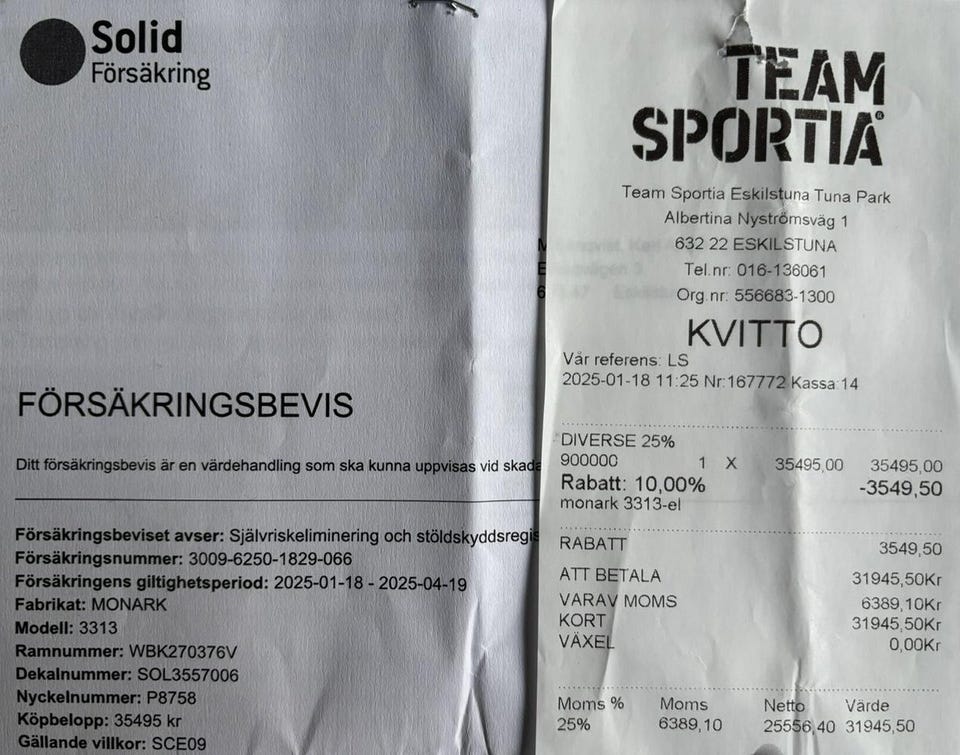 Solid
Försäkring
FÖRSÄKRINGSBEVIS
Ditt försäkringsbevis är en värdehandling som ska kunna uppvisas vid skada
Försäkringsbeviset avser: Självriskeliminering och stöldskyddsregis
Försäkringsnummer: 3009-6250-1829-066
Försäkringens giltighetsperiod: 2025-01-18 - 2025-04-19
Fabrikat: MONARK
Modell: 3313
Ramnummer: WBK270376V
Dekalnummer: SOL3557006
Nyckelnummer: P8758
Köpbelopp: 35495 kr
Gällande villkor: SCE09
TEAM
SPORTIA®
Team Sportia Eskilstuna Tuna Park
Albertina Nyströmsväg 1
632 22 ESKILSTUNA
Tel.nr: 016-136061
Org.nr: 556683-1300
KVITTO
Vår referens: LS
2025-01-18 11:25 Nr:167772 Kassa:14
DIVERSE 25%
900000 1 X 35495,00 35495,00
Rabatt: 10,00% -3549,50
monark 3313-el
RABATT 3549,50
ATT BETALA 31945,50Kr
VARAV MOMS 6389,10Kr
KORT 31945,50Kr
VÄXEL 0,00Kr
Moms % Moms Netto Värde
25% 6389,10 25556,40 31945,50